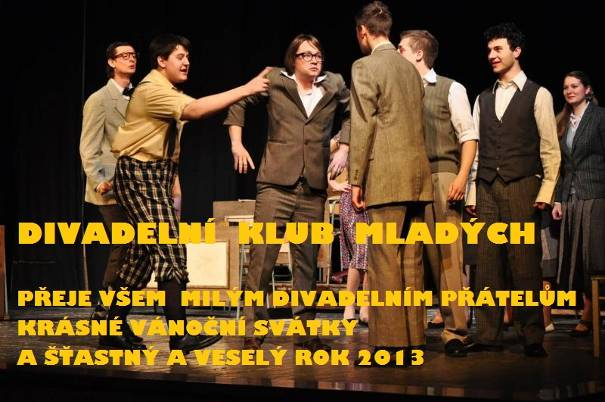 DIVADELNÍ KLUB MLADÝCH
PŘEJE VŠEM MILÝM DIVADELNÍM PŘÁTELŮM
KRÁSNÉ VÁNOČNÍ SVÁTKY
A ŠŤASTNÝ A VESELÝ ROK 2013